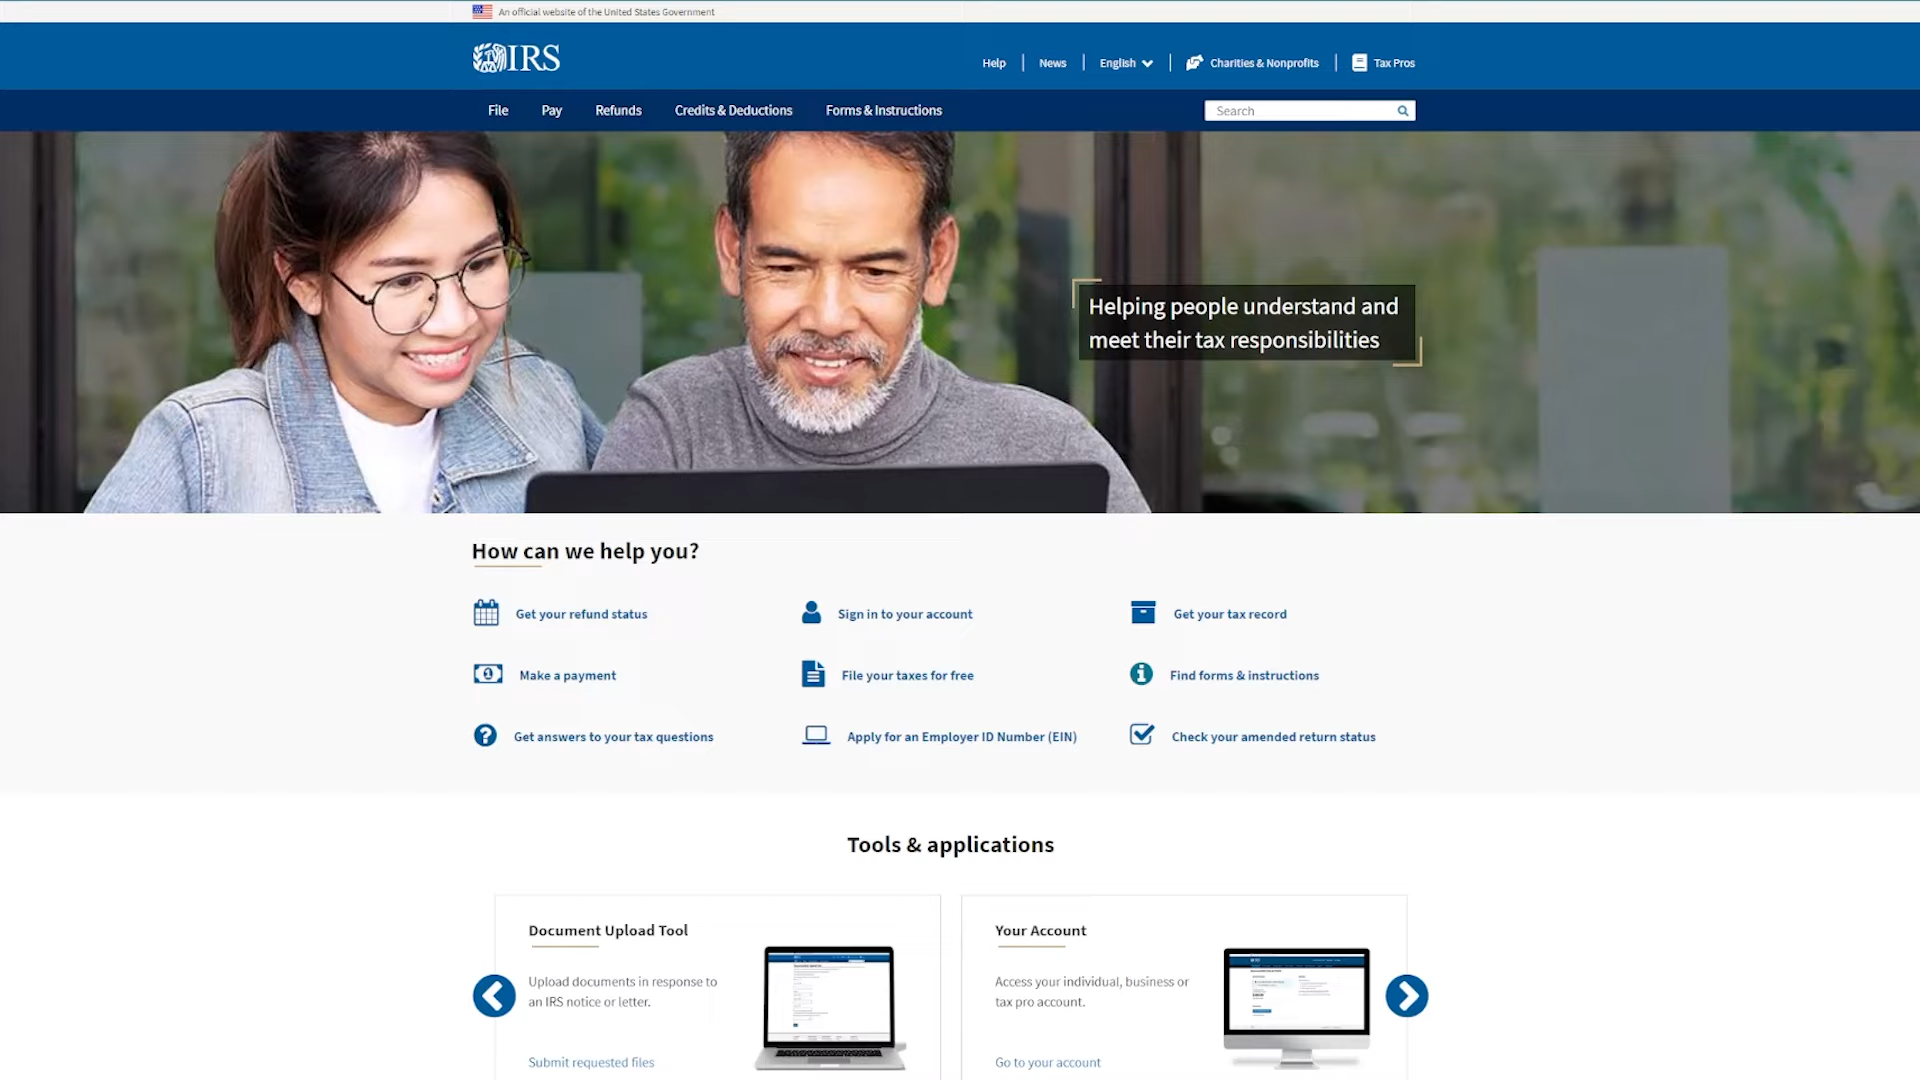 An official website of the United States Government
IRS
Help
News
English
Charities & Nonprofits
Tax Pros
File
Pay
Refunds
Credits & Deductions
Forms & Instructions
Search
Helping people understand and
meet their tax responsibilities
How can we help you?
Get your refund status
Sign in to your account
Get your tax record
Make a payment
File your taxes for free
Find forms & instructions
Get answers to your tax questions
Apply for an Employer ID Number (EIN)
Check your amended return status
Tools & applications
Document Upload Tool
Upload documents in response to
an IRS notice or letter.
Submit requested files
Your Account
Access your individual, business or
tax pro account.
Go to your account